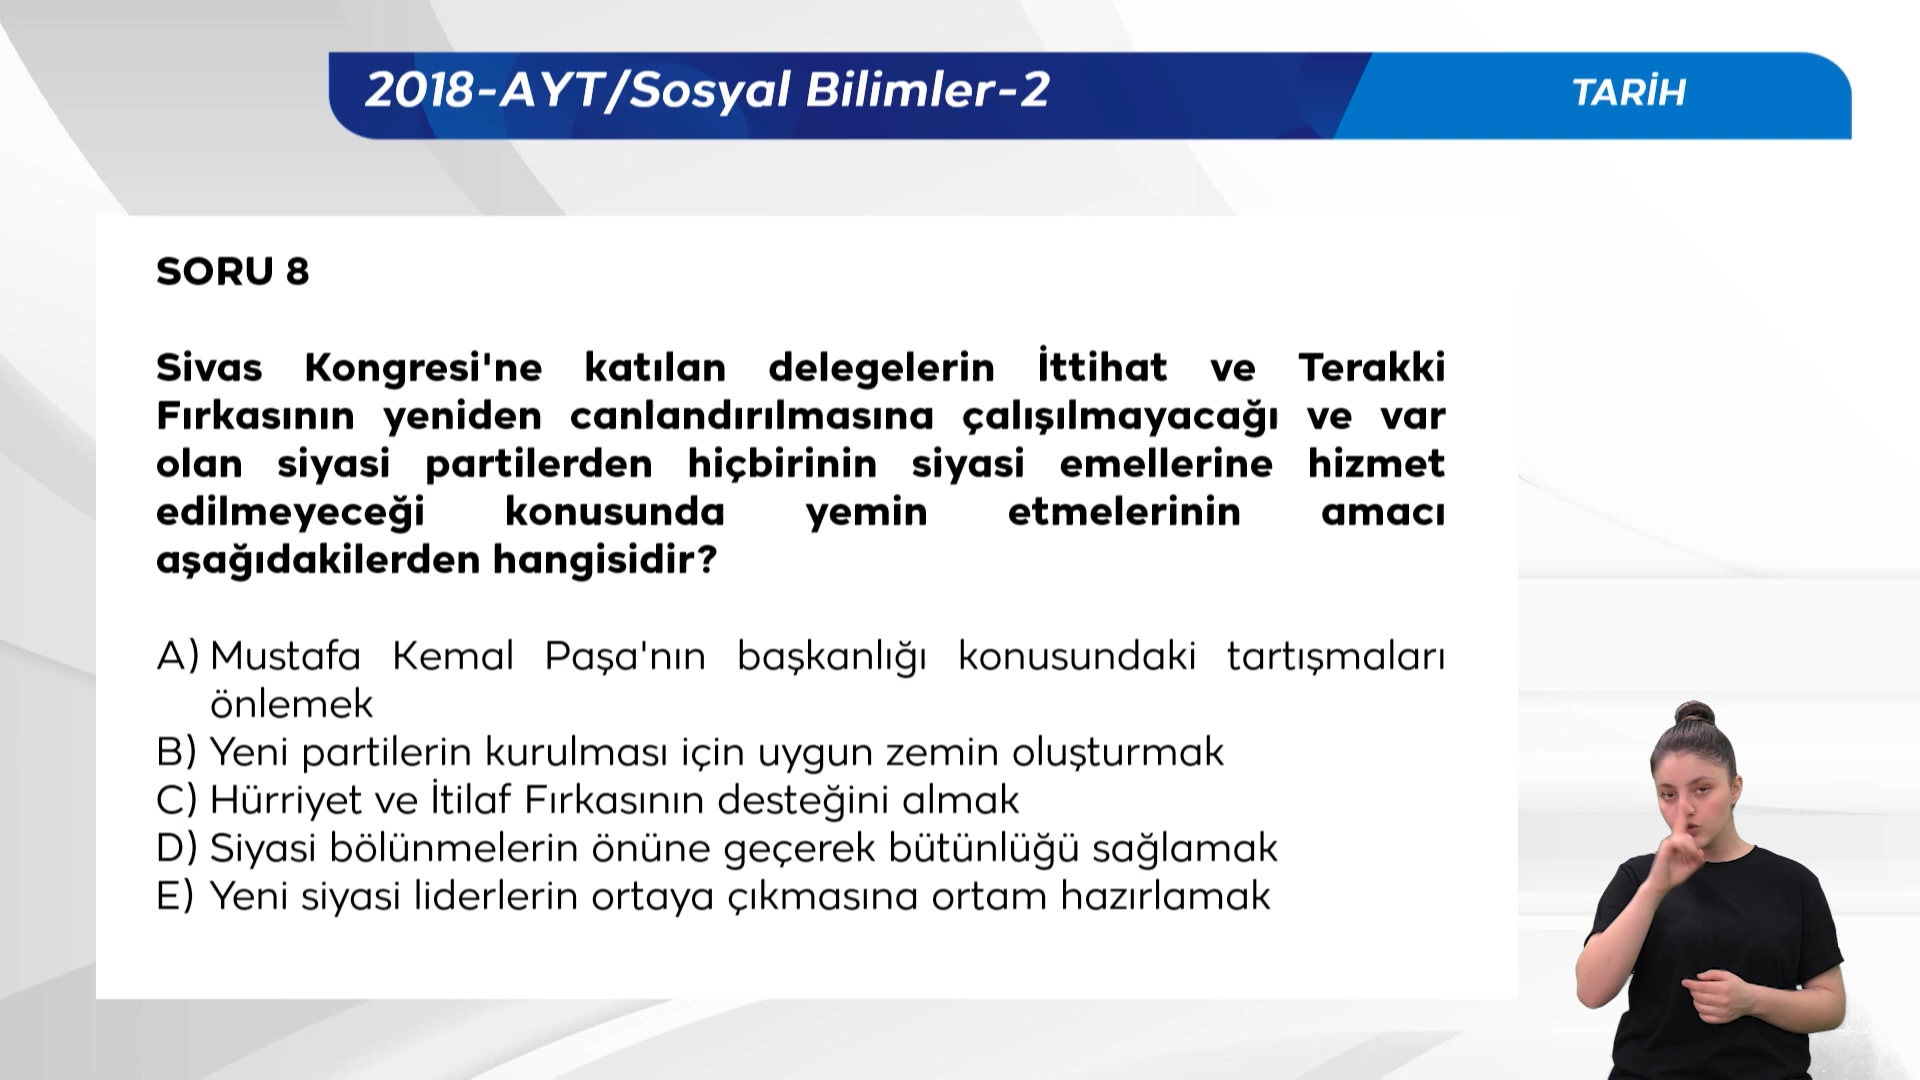 2018-AYT/Sosyal Bilimler-2
TARİH
SORU 8
Sivas Kongresi'ne katılan delegelerin İttihat ve Terakki
Fırkasının yeniden canlandırılmasına çalışılmayacağı ve var
olan siyasi partilerden hiçbirinin siyasi emellerine hizmet
edilmeyeceği konusunda yemin etmelerinin amacı
aşağıdakilerden hangisidir?
A) Mustafa Kemal Paşa'nın başkanlığı konusundaki tartışmaları
önlemek
B) Yeni partilerin kurulması için uygun zemin oluşturmak
C) Hürriyet ve İtilaf Fırkasının desteğini almak
D) Siyasi bölünmelerin önüne geçerek bütünlüğü sağlamak
E) Yeni siyasi liderlerin ortaya çıkmasına ortam hazırlamak